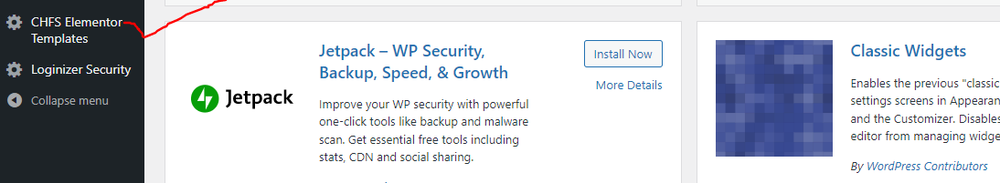 CHFS Elementor
Templates
Loginizer Security
Collapse menu
Jetpack
Jetpack – WP Security,
Backup, Speed, & Growth
Improve your WP security with powerful
one-click tools like backup and malware
scan. Get essential free tools including
stats, CDN and social sharing.
Install Now
More Details
Classic Widgets
Enables the previous "classic
settings screens in Appearan
and the Customizer. Disables
editor from managing widge
By WordPress Contributors